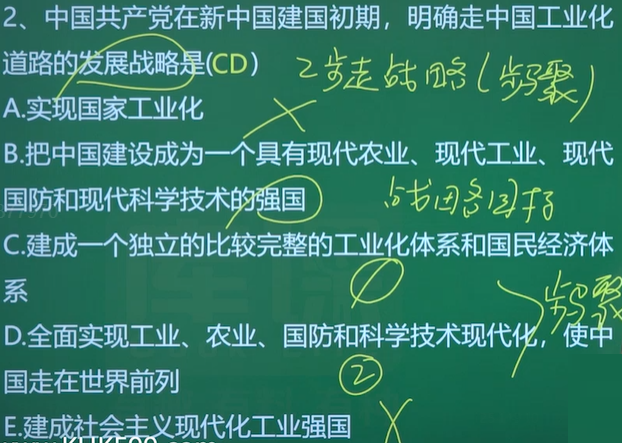 2、中国共产党在新中国建国初期，明确走中国工业化
道路的发展战略是(CD）
2步走战略(步骤)
A.实现国家工业化
B.把中国建设成为一个具有现代农业、现代工业、现代
国防和现代科学技术的强国
战略目标
C.建成一个独立的比较完整的工业化体系和国民经济体
系
①
步骤
D.全面实现工业、农业、国防和科学技术现代化，使中
国走在世界前列
②
E.建成社会主义现代化工业强国